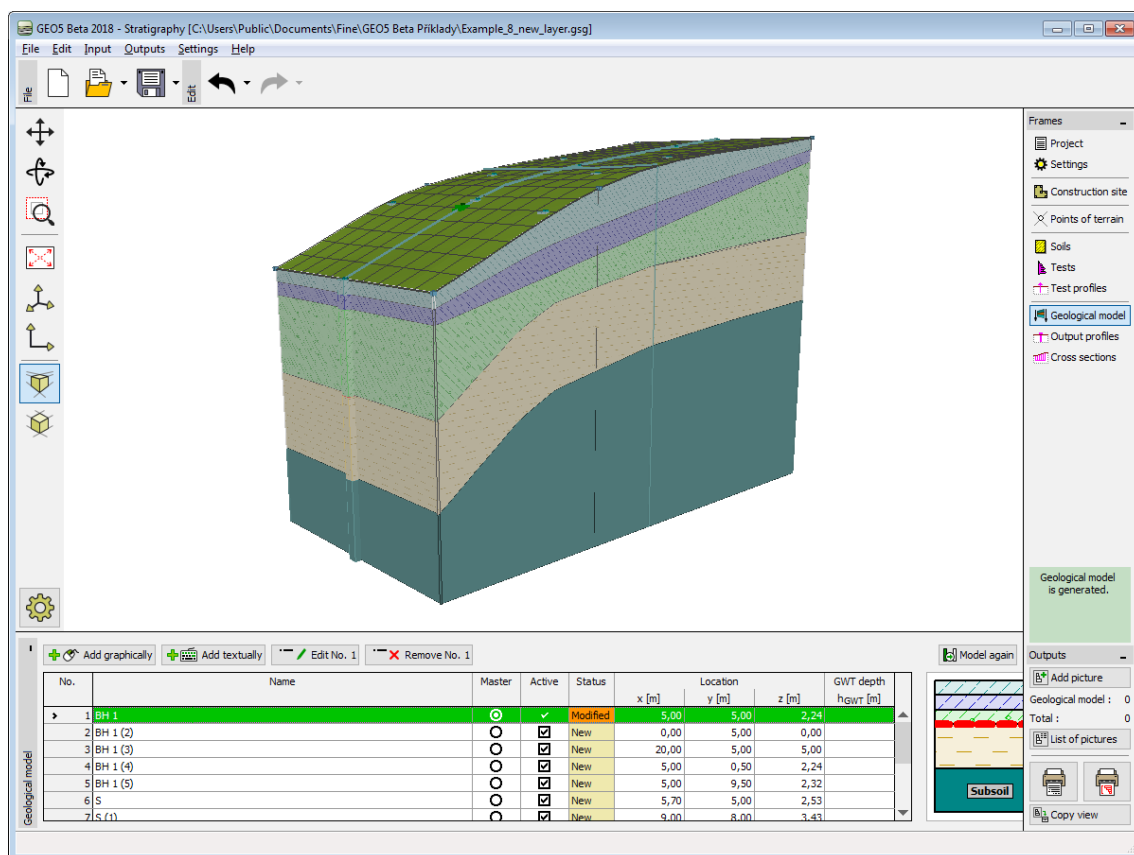 GEO5 Beta 2018 - Stratigraphy [C:\Users\Public\Documents\Fine\GEO5 Beta Příklady\Example_8_new_layer.gsg]
File Edit Input Outputs Settings Help
File
Edit
Frames
Project
Settings
Construction site
Points of terrain
Soils
Tests
Test profiles
Geological model
Output profiles
Cross sections
Geological model
is generated.
Geological model
Add graphically Add textually Edit No. 1 Remove No. 1 Model again
No. Name Master Active Status Location GWT depth
x [m] y [m] z [m] hGWT [m]
1 BH 1 Modified 5,00 5,00 2,24
2 BH 1 (2) New 0,00 5,00 0,00
3 BH 1 (3) New 20,00 5,00 5,00
4 BH 1 (4) New 5,00 0,50 2,24
5 BH 1 (5) New 5,00 9,50 2,32
6 S New 5,70 5,00 2,53
7 S (1) New 9,00 8,00 3,43
Subsoil
Outputs
Add picture
Geological model : 0
Total : 0
List of pictures
Copy view